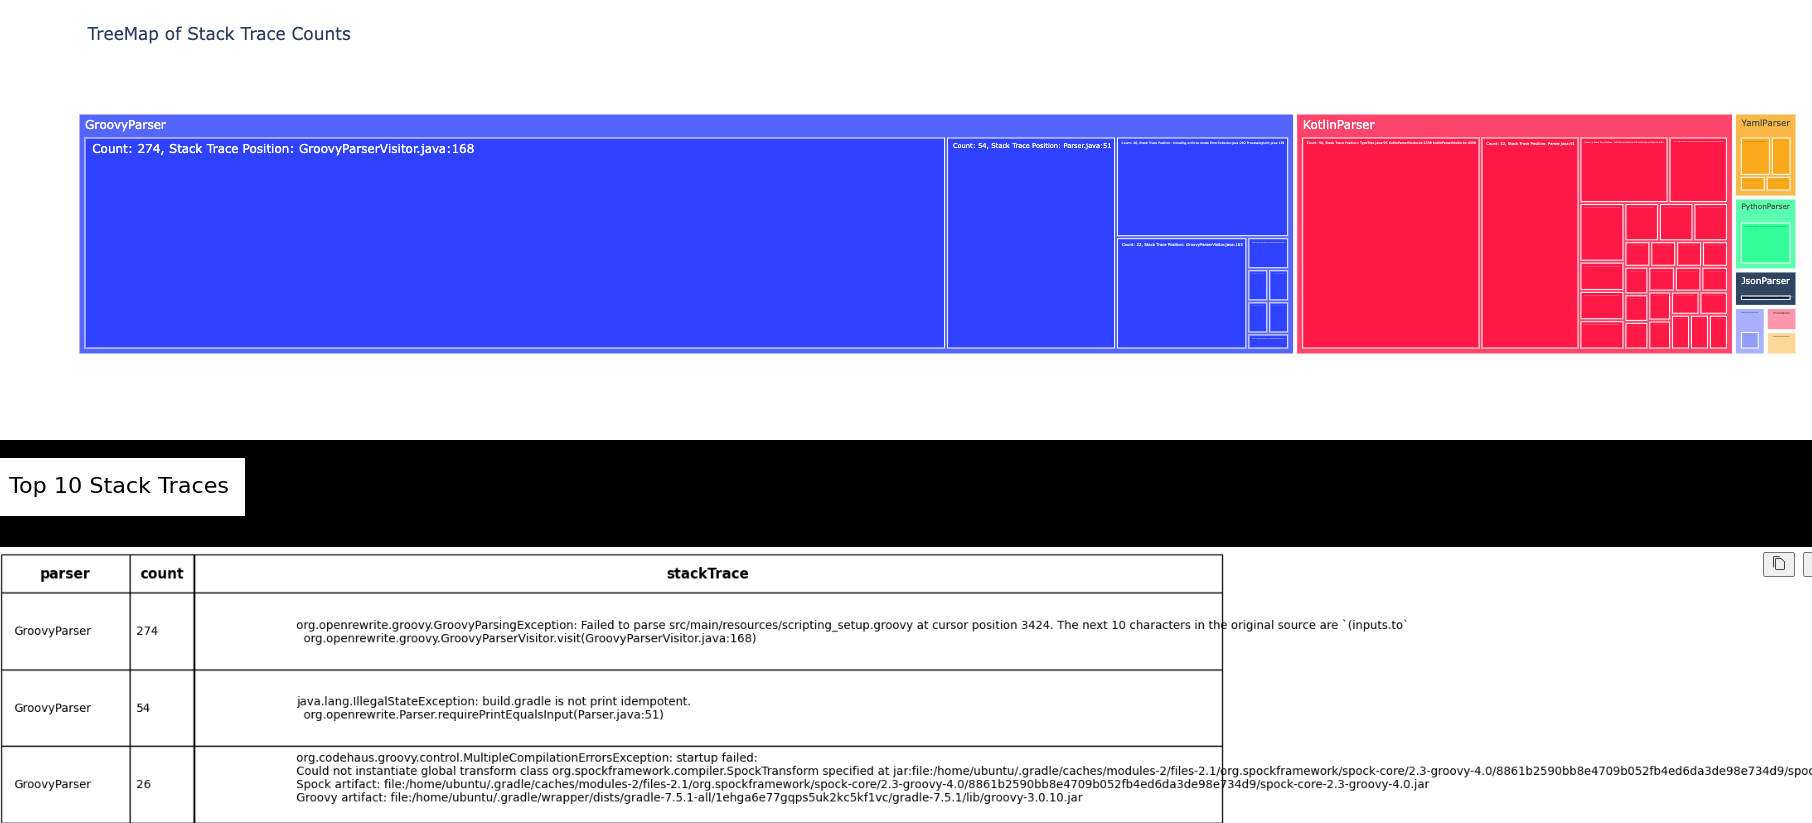 TreeMap of Stack Trace Counts
GroovyParser
Count: 274, Stack Trace Position: GroovyParserVisitor.java:168
Count: 54, Stack Trace Position: Parser.java:51
Count: 22, Stack Trace Position: GroovyParserVisitor.java:163
KotlinParser
Count: 32, Stack Trace Position: Parser.java:51
YamlParser
PythonParser
JsonParser
Top 10 Stack Traces
parser count stackTrace
GroovyParser 274
org.openrewrite.groovy.GroovyParsingException: Failed to parse src/main/resources/scripting_setup.groovy at cursor position 3424. The next 10 characters in the original source are `(inputs.to`
org.openrewrite.groovy.GroovyParserVisitor.visit(GroovyParserVisitor.java:168)
GroovyParser 54
java.lang.IllegalStateException: build.gradle is not print idempotent.
org.openrewrite.Parser.requirePrintEqualsInput(Parser.java:51)
GroovyParser 26
org.codehaus.groovy.control.MultipleCompilationErrorsException: startup failed:
Could not instantiate global transform class org.spockframework.compiler.SpockTransform specified at jar:file:/home/ubuntu/.gradle/caches/modules-2/files-2.1/org.spockframework/spock-core/2.3-groovy-4.0/8861b2590bb8e4709b052fb4ed6da3de98e734d9/spoc
Spock artifact: file:/home/ubuntu/.gradle/caches/modules-2/files-2.1/org.spockframework/spock-core/2.3-groovy-4.0/8861b2590bb8e4709b052fb4ed6da3de98e734d9/spock-core-2.3-groovy-4.0.jar
Groovy artifact: file:/home/ubuntu/.gradle/wrapper/dists/gradle-7.5.1-all/1ehga6e77gqps5uk2kc5kf1vc/gradle-7.5.1/lib/groovy-3.0.10.jar